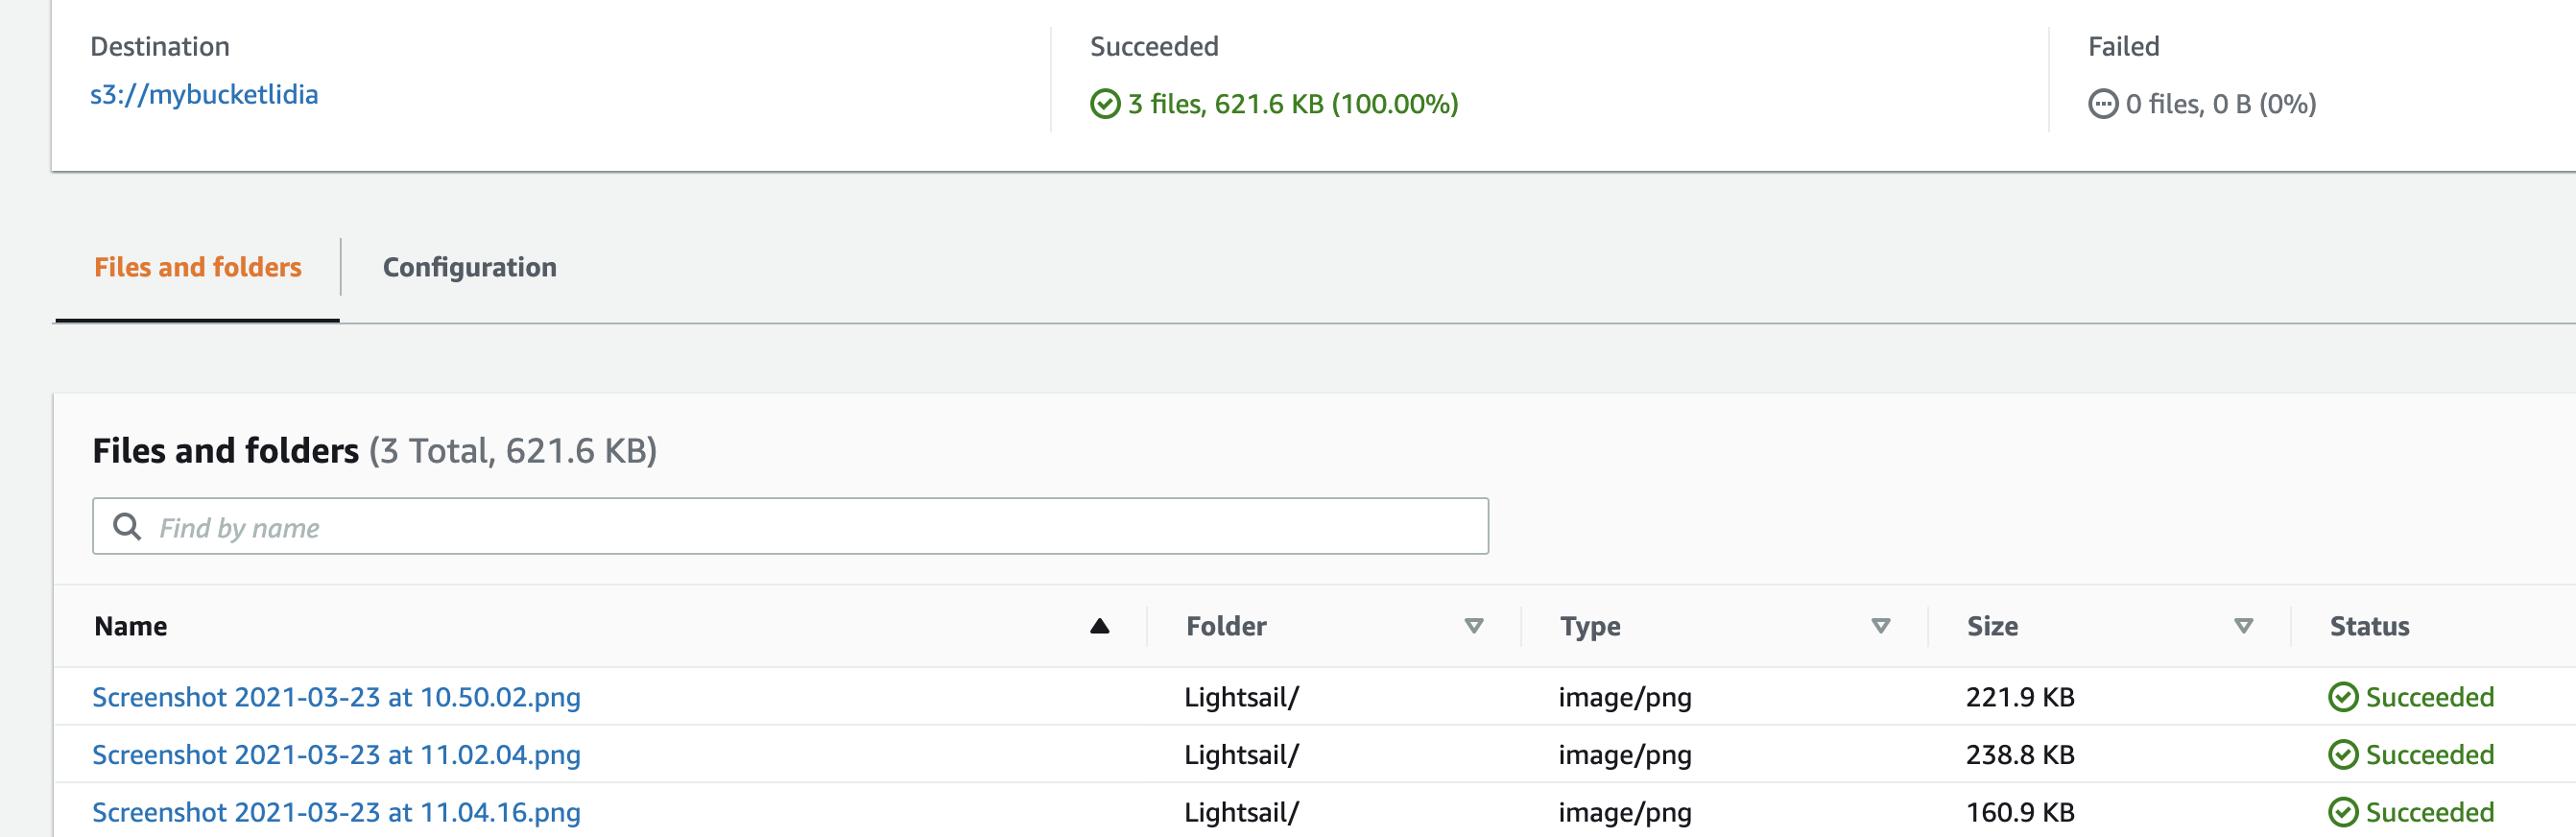 Destination
s3://mybucketlidia
Succeeded
3 files, 621.6 KB (100.00%)
Failed
0 files, 0 B (0%)
Files and folders
Configuration
Files and folders (3 Total, 621.6 KB)
Find by name
Name Folder Type Size Status
Screenshot 2021-03-23 at 10.50.02.png Lightsail/ image/png 221.9 KB Succeeded
Screenshot 2021-03-23 at 11.02.04.png Lightsail/ image/png 238.8 KB Succeeded
Screenshot 2021-03-23 at 11.04.16.png Lightsail/ image/png 160.9 KB Succeeded